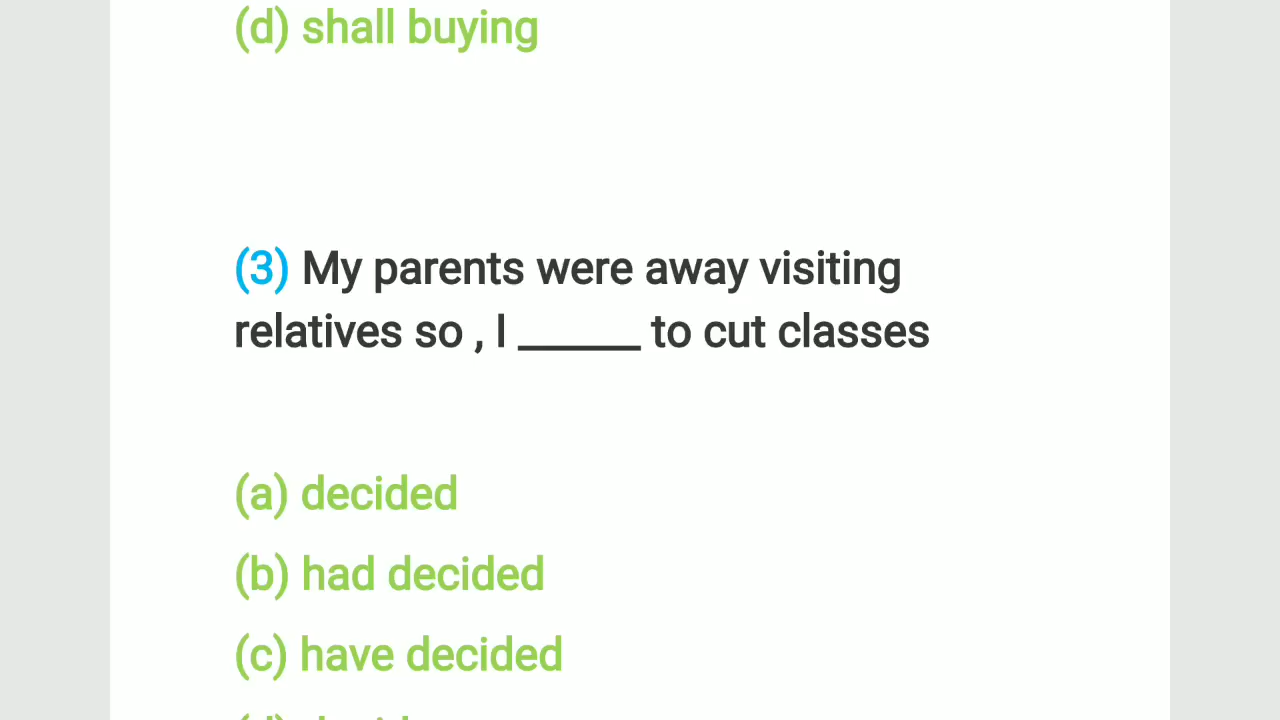 (d) shall buying
(3) My parents were away visiting
relatives so , I ______ to cut classes
(a) decided
(b) had decided
(c) have decided